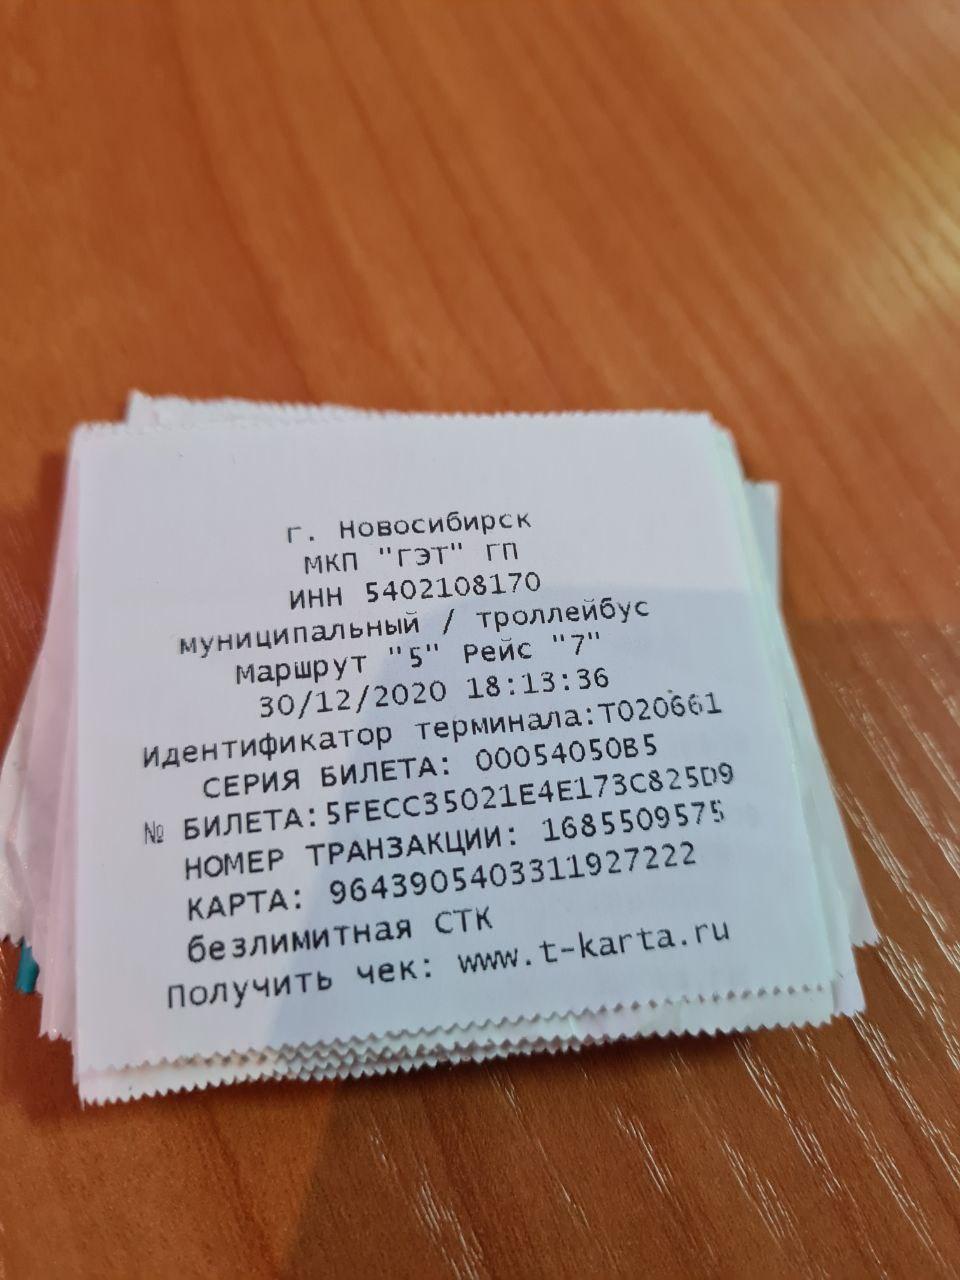 г. Новосибирск
МКП "ГЭТ" ГП
ИНН 5402108170
муниципальный / троллейбус
Маршрут "5" Рейс "7"
30/12/2020 18:13:36
Идентификатор терминала:T020661
СЕРИЯ БИЛЕТА: 00054050B5
№ БИЛЕТА:5FECC35021E4E173C825D9
НОМЕР ТРАНЗАКЦИИ: 1685509575
КАРТА: 9643905403311927222
безлимитная СТК
Получить чек: www.t-karta.ru